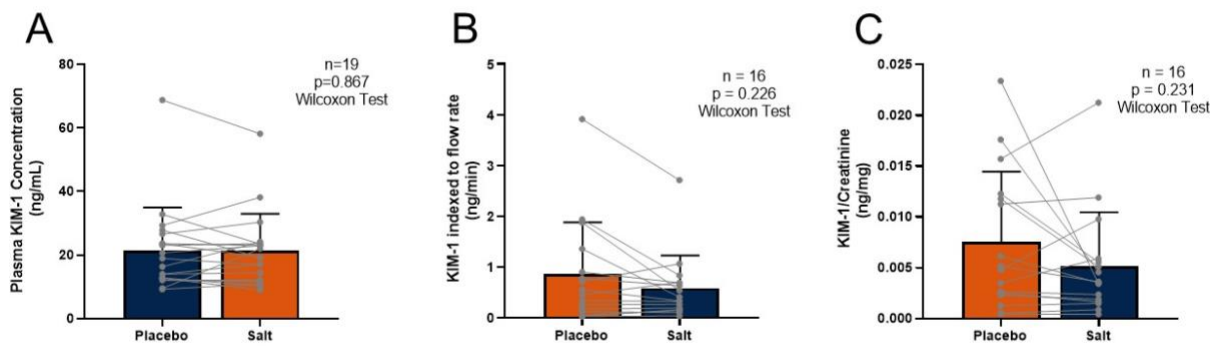 A
Plasma KIM-1 Concentration
(ng/mL)
80
60
40
20
0
n=19
p=0.867
Wilcoxon Test
Placebo
Salt
B
KIM-1 indexed to flow rate
(ng/min)
5
4
3
2
1
0
n = 16
p = 0.226
Wilcoxon Test
Placebo
Salt
C
KIM-1/Creatinine
(ng/mg)
0.025
0.020
0.015
0.010
0.005
0.000
n = 16
p = 0.231
Wilcoxon Test
Placebo
Salt